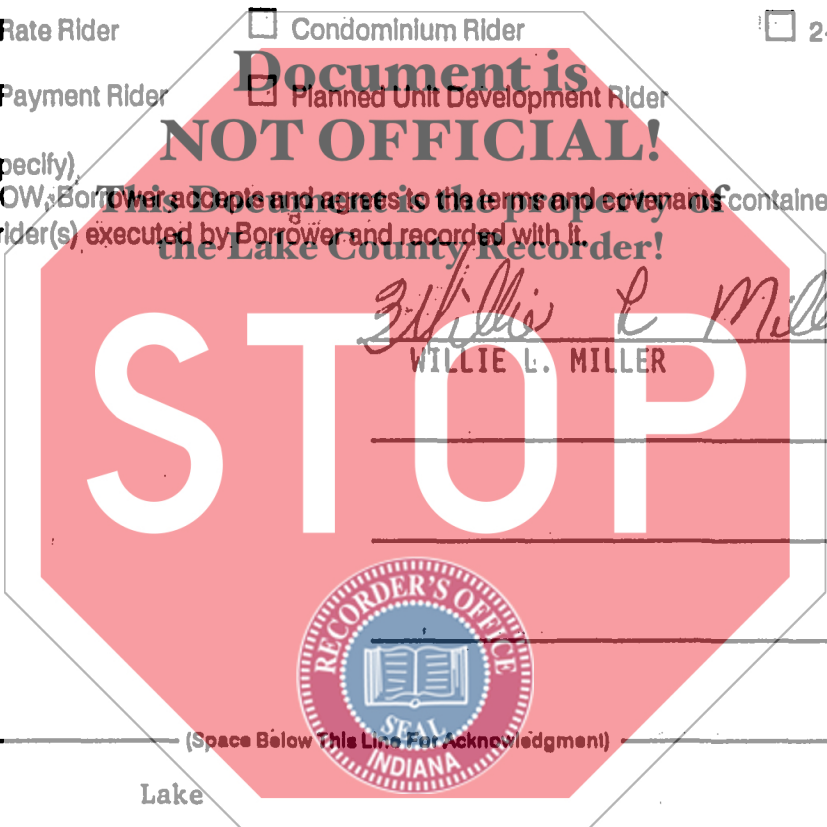 Rate Rider ☐ Condominium Rider ☐ 2-
Document is
Payment Rider ☐ Planned Unit Development Rider
NOT OFFICIAL!
pecify)
OW, Borrower accepts and agrees to the terms and covenants containe
This Document is the property of
rider(s) executed by Borrower and recorded with it.
the Lake County Recorder!
Willie L Mill
WILLIE L. MILLER
STOP
RECORDER'S OFFICE
SEAL
INDIANA
(Space Below This Line For Acknowledgment)
Lake